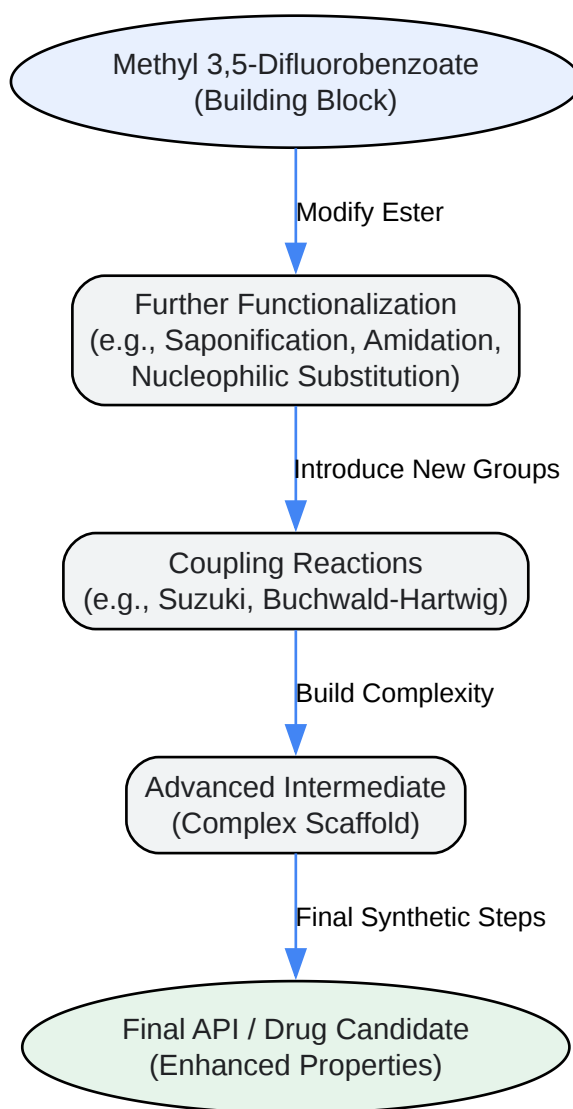 Methyl 3,5-Difluorobenzoate
(Building Block)
Modify Ester
Further Functionalization
(e.g., Saponification, Amidation,
Nucleophilic Substitution)
Introduce New Groups
Coupling Reactions
(e.g., Suzuki, Buchwald-Hartwig)
Build Complexity
Advanced Intermediate
(Complex Scaffold)
Final Synthetic Steps
Final API / Drug Candidate
(Enhanced Properties)